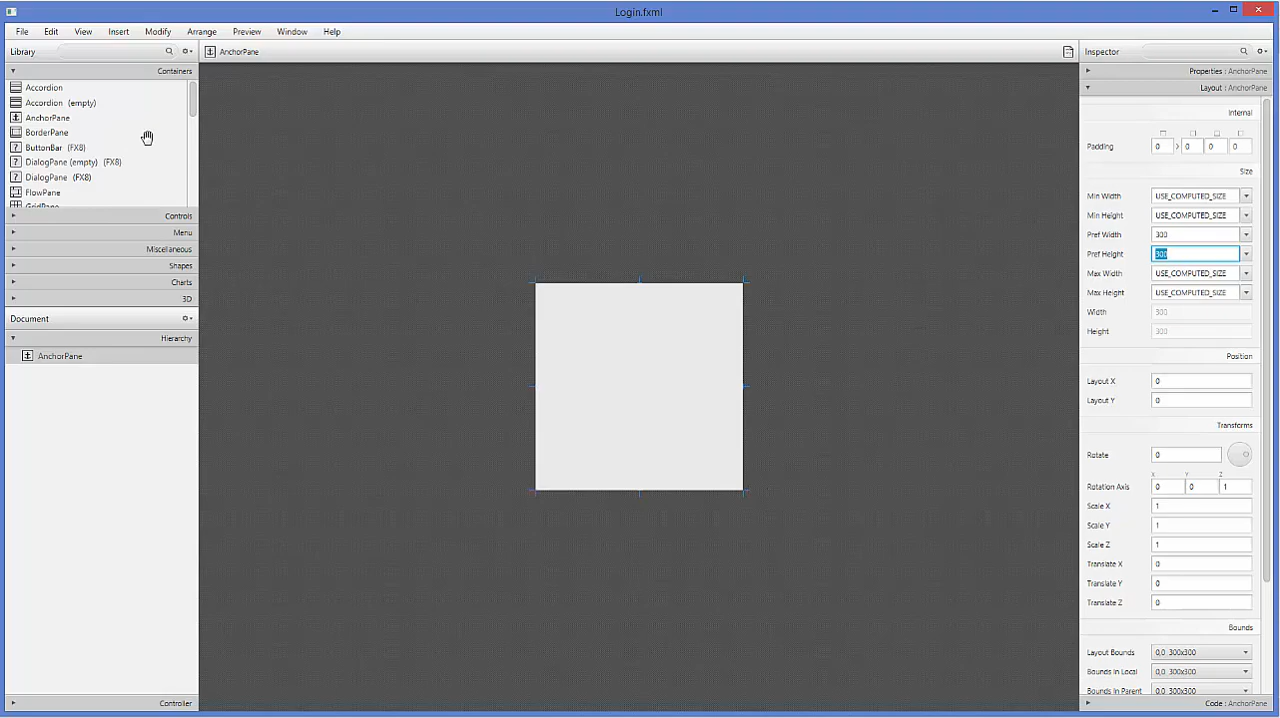 Login.fxml
File Edit View Insert Modify Arrange Preview Window Help
Library
Containers
Accordion
Accordion (empty)
AnchorPane
BorderPane
ButtonBar (FX8)
DialogPane (empty) (FX8)
DialogPane (FX8)
FlowPane
GridPane
Controls
Menu
Miscellaneous
Shapes
Charts
3D
Document
Hierarchy
AnchorPane
Controller
AnchorPane
Inspector
Properties : AnchorPane
Layout : AnchorPane
Internal
Padding 0 0 0 0
Size
Min Width USE_COMPUTED_SIZE
Min Height USE_COMPUTED_SIZE
Pref Width 300
Pref Height 300
Max Width USE_COMPUTED_SIZE
Max Height USE_COMPUTED_SIZE
Width 300
Height 300
Position
Layout X 0
Layout Y 0
Transforms
Rotate 0
X Y Z
Rotation Axis 0 0 1
Scale X 1
Scale Y 1
Scale Z 1
Translate X 0
Translate Y 0
Translate Z 0
Bounds
Layout Bounds 0,0 300x300
Bounds In Local 0,0 300x300
Bounds In Parent 0,0 300x300
Code : AnchorPane